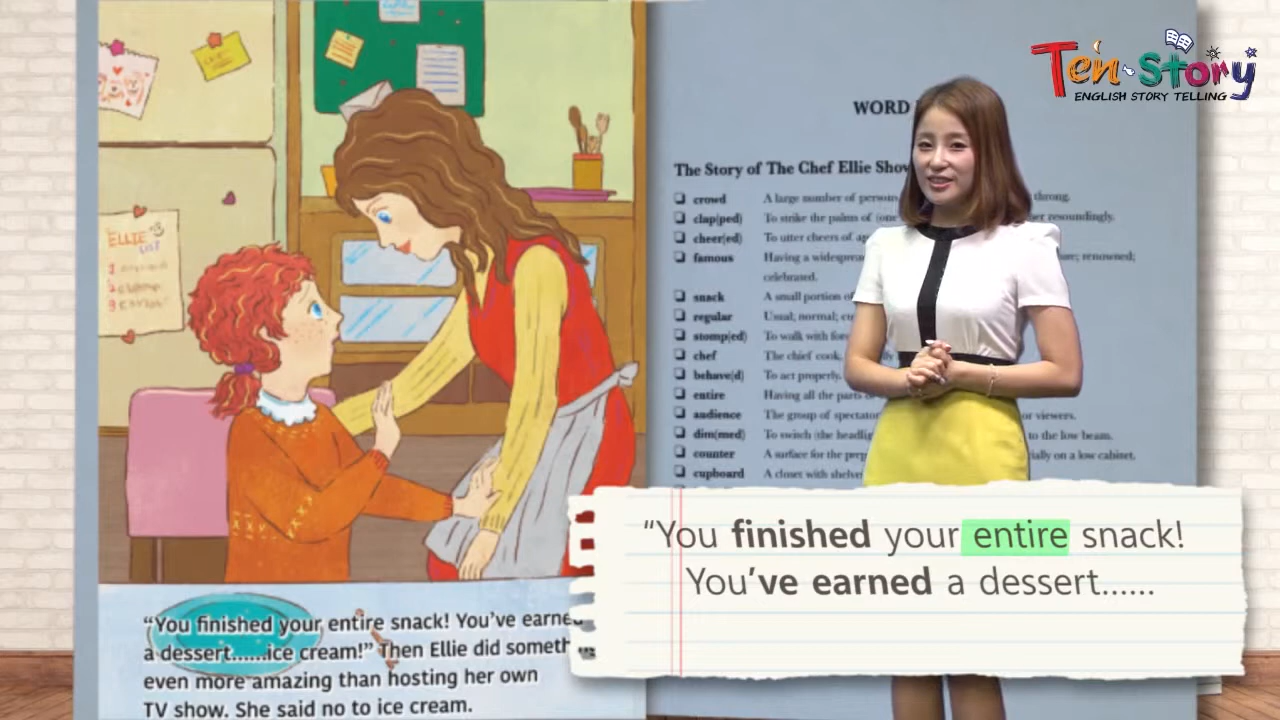 Ten Story
ENGLISH STORY TELLING
ELLIE
LIST
WORD
The Story of The Chef Ellie Show
crowd A large number of persons throng.
clap(ped) To strike the palms of (one resoundingly.
cheer(ed) To utter cheers of
famous Having a widespread renowned;
celebrated.
snack A small portion of
regular Usual; normal;
stomp(ed) To walk with
chef The chief cook,
behave(d) To act properly.
entire Having all the parts
audience The group of spectator or viewers.
dim(med) To switch (the to the low beam.
counter A surface for the on a low cabinet.
cupboard A closet with
“You finished your entire snack!
You’ve earned a dessert……
“You finished your entire snack! You’ve earne
a dessert……ice cream!” Then Ellie did someth
even more amazing than hosting her own
TV show. She said no to ice cream.